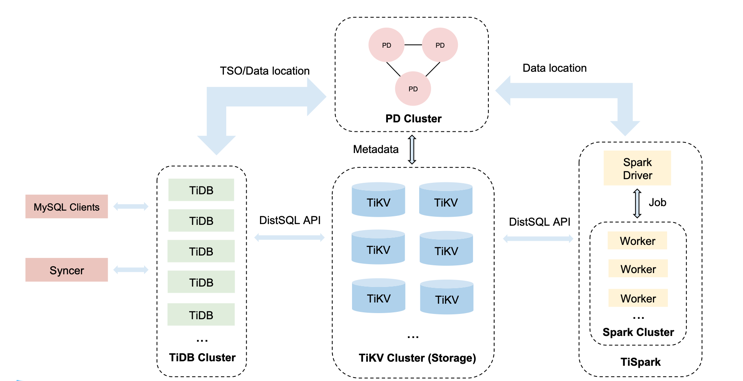 PD
PD
PD
PD Cluster
TSO/Data location
Data location
Metadata
MySQL Clients
Syncer
TiDB
TiDB
TiDB
TiDB
TiDB
...
TiDB Cluster
DistSQL API
TiKV
TiKV
TiKV
TiKV
TiKV
TiKV
...
TiKV Cluster (Storage)
DistSQL API
Spark
Driver
Job
Worker
Worker
Worker
...
Spark Cluster
TiSpark